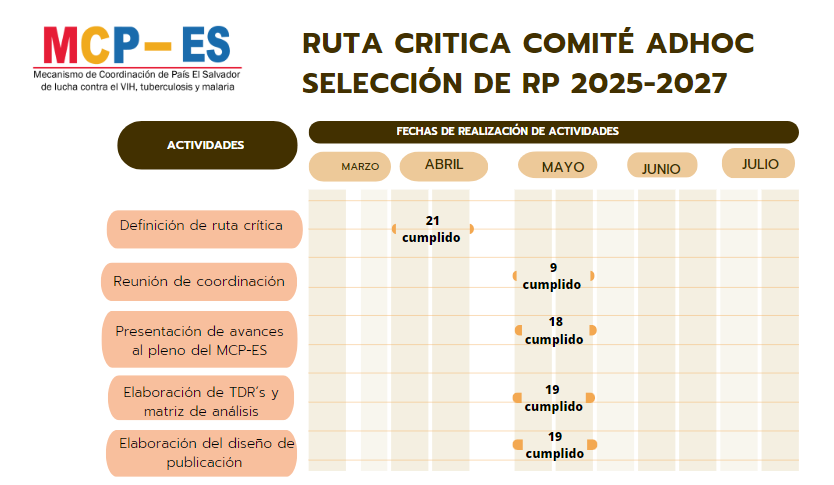 MCP-ES
Mecanismo de Coordinación de País El Salvador
de lucha contra el VIH, tuberculosis y malaria
RUTA CRITICA COMITÉ ADHOC
SELECCIÓN DE RP 2025-2027
ACTIVIDADES
FECHAS DE REALIZACIÓN DE ACTIVIDADES
MARZO
ABRIL
MAYO
JUNIO
JULIO
Definición de ruta crítica
21
cumplido
Reunión de coordinación
9
cumplido
Presentación de avances
al pleno del MCP-ES
18
cumplido
Elaboración de TDR's y
matriz de análisis
19
cumplido
Elaboración del diseño de
publicación
19
cumplido